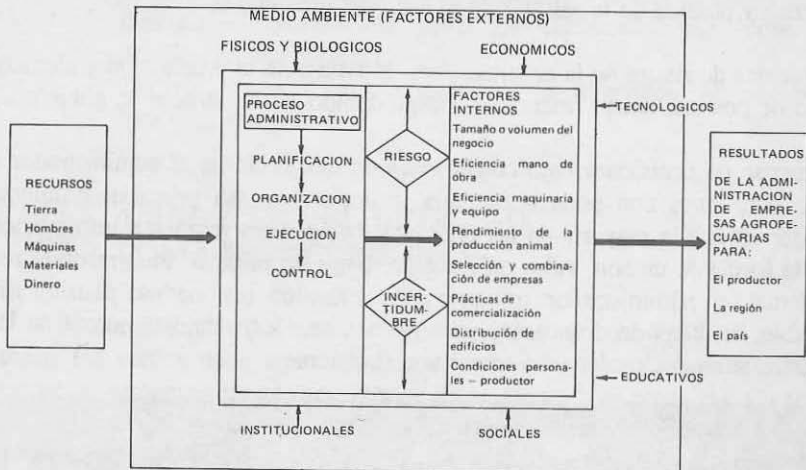 MEDIO AMBIENTE (FACTORES EXTERNOS)
FISICOS Y BIOLOGICOS
ECONOMICOS
TECNOLOGICOS
RECURSOS
Tierra
Hombres
Máquinas
Materiales
Dinero
PROCESO
ADMINISTRATIVO
PLANIFICACION
ORGANIZACION
EJECUCION
CONTROL
RIESGO
INCER-
TIDUMBRE
FACTORES
INTERNOS
Tamaño o volumen del
negocio
Eficiencia mano de
obra
Eficiencia maquinaria
y equipo
Rendimiento de la
producción animal
Selección y combina-
ción de empresas
Prácticas de
comercialización
Distribución de
edificios
Condiciones persona-
les – productor
RESULTADOS
DE LA ADMI-
NISTRACION
DE EMPRE-
SAS AGROPE-
CUARIAS
PARA:
El productor
La región
El país
EDUCATIVOS
INSTITUCIONALES
SOCIALES